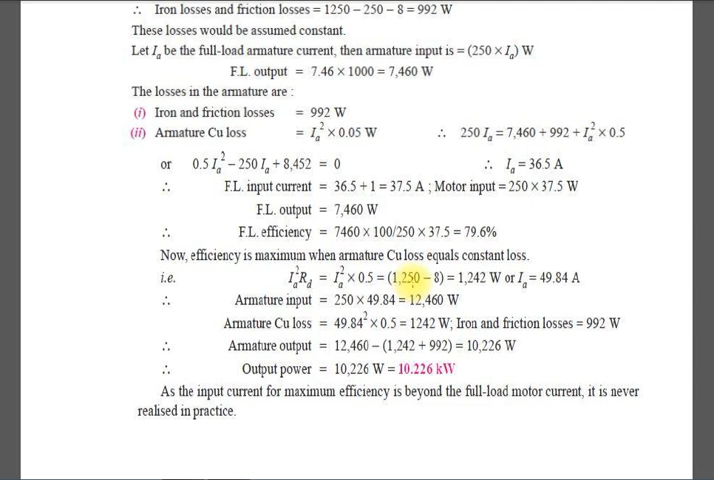 ∴ Iron losses and friction losses = 1250 – 250 – 8 = 992 W
These losses would be assumed constant.
Let Iₐ be the full-load armature current, then armature input is = (250 × Iₐ) W
F.L. output = 7.46 × 1000 = 7,460 W
The losses in the armature are :
(i) Iron and friction losses = 992 W
(ii) Armature Cu loss = Iₐ² × 0.05 W ∴ 250 Iₐ = 7,460 + 992 + Iₐ² × 0.5
or 0.5 Iₐ² – 250 Iₐ + 8,452 = 0 ∴ Iₐ = 36.5 A
∴ F.L. input current = 36.5 + 1 = 37.5 A ; Motor input = 250 × 37.5 W
F.L. output = 7,460 W
∴ F.L. efficiency = 7460 × 100/250 × 37.5 = 79.6%
Now, efficiency is maximum when armature Cu loss equals constant loss.
i.e. Iₐ²R_d = Iₐ² × 0.5 = (1,250 – 8) = 1,242 W or Iₐ = 49.84 A
∴ Armature input = 250 × 49.84 = 12,460 W
Armature Cu loss = 49.84² × 0.5 = 1242 W; Iron and friction losses = 992 W
∴ Armature output = 12,460 – (1,242 + 992) = 10,226 W
∴ Output power = 10,226 W = 10.226 kW
As the input current for maximum efficiency is beyond the full-load motor current, it is never
realised in practice.